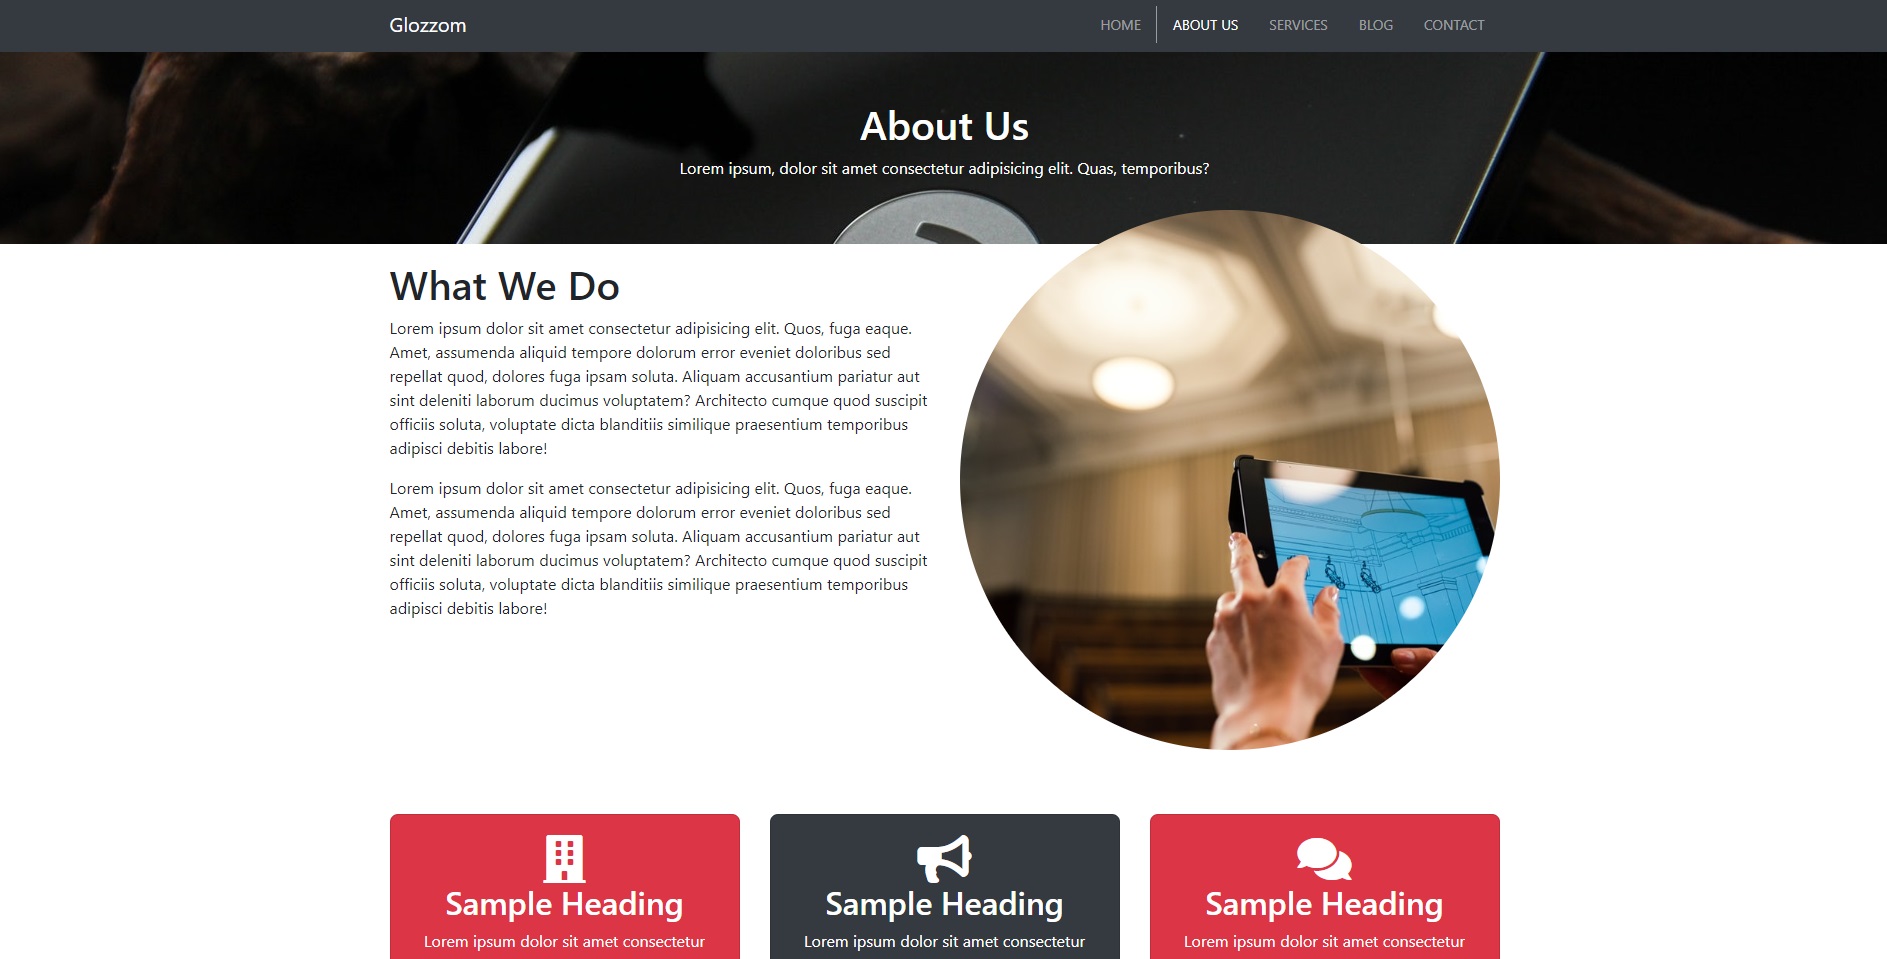 Glozzom
HOME ABOUT US SERVICES BLOG CONTACT
About Us
Lorem ipsum, dolor sit amet consectetur adipisicing elit. Quas, temporibus?
What We Do
Lorem ipsum dolor sit amet consectetur adipisicing elit. Quos, fuga eaque.
Amet, assumenda aliquid tempore dolorum error eveniet doloribus sed
repellat quod, dolores fuga ipsam soluta. Aliquam accusantium pariatur aut
sint deleniti laborum ducimus voluptatem? Architecto cumque quod suscipit
officiis soluta, voluptate dicta blanditiis similique praesentium temporibus
adipisci debitis labore!
Lorem ipsum dolor sit amet consectetur adipisicing elit. Quos, fuga eaque.
Amet, assumenda aliquid tempore dolorum error eveniet doloribus sed
repellat quod, dolores fuga ipsam soluta. Aliquam accusantium pariatur aut
sint deleniti laborum ducimus voluptatem? Architecto cumque quod suscipit
officiis soluta, voluptate dicta blanditiis similique praesentium temporibus
adipisci debitis labore!
Sample Heading
Lorem ipsum dolor sit amet consectetur
Sample Heading
Lorem ipsum dolor sit amet consectetur
Sample Heading
Lorem ipsum dolor sit amet consectetur